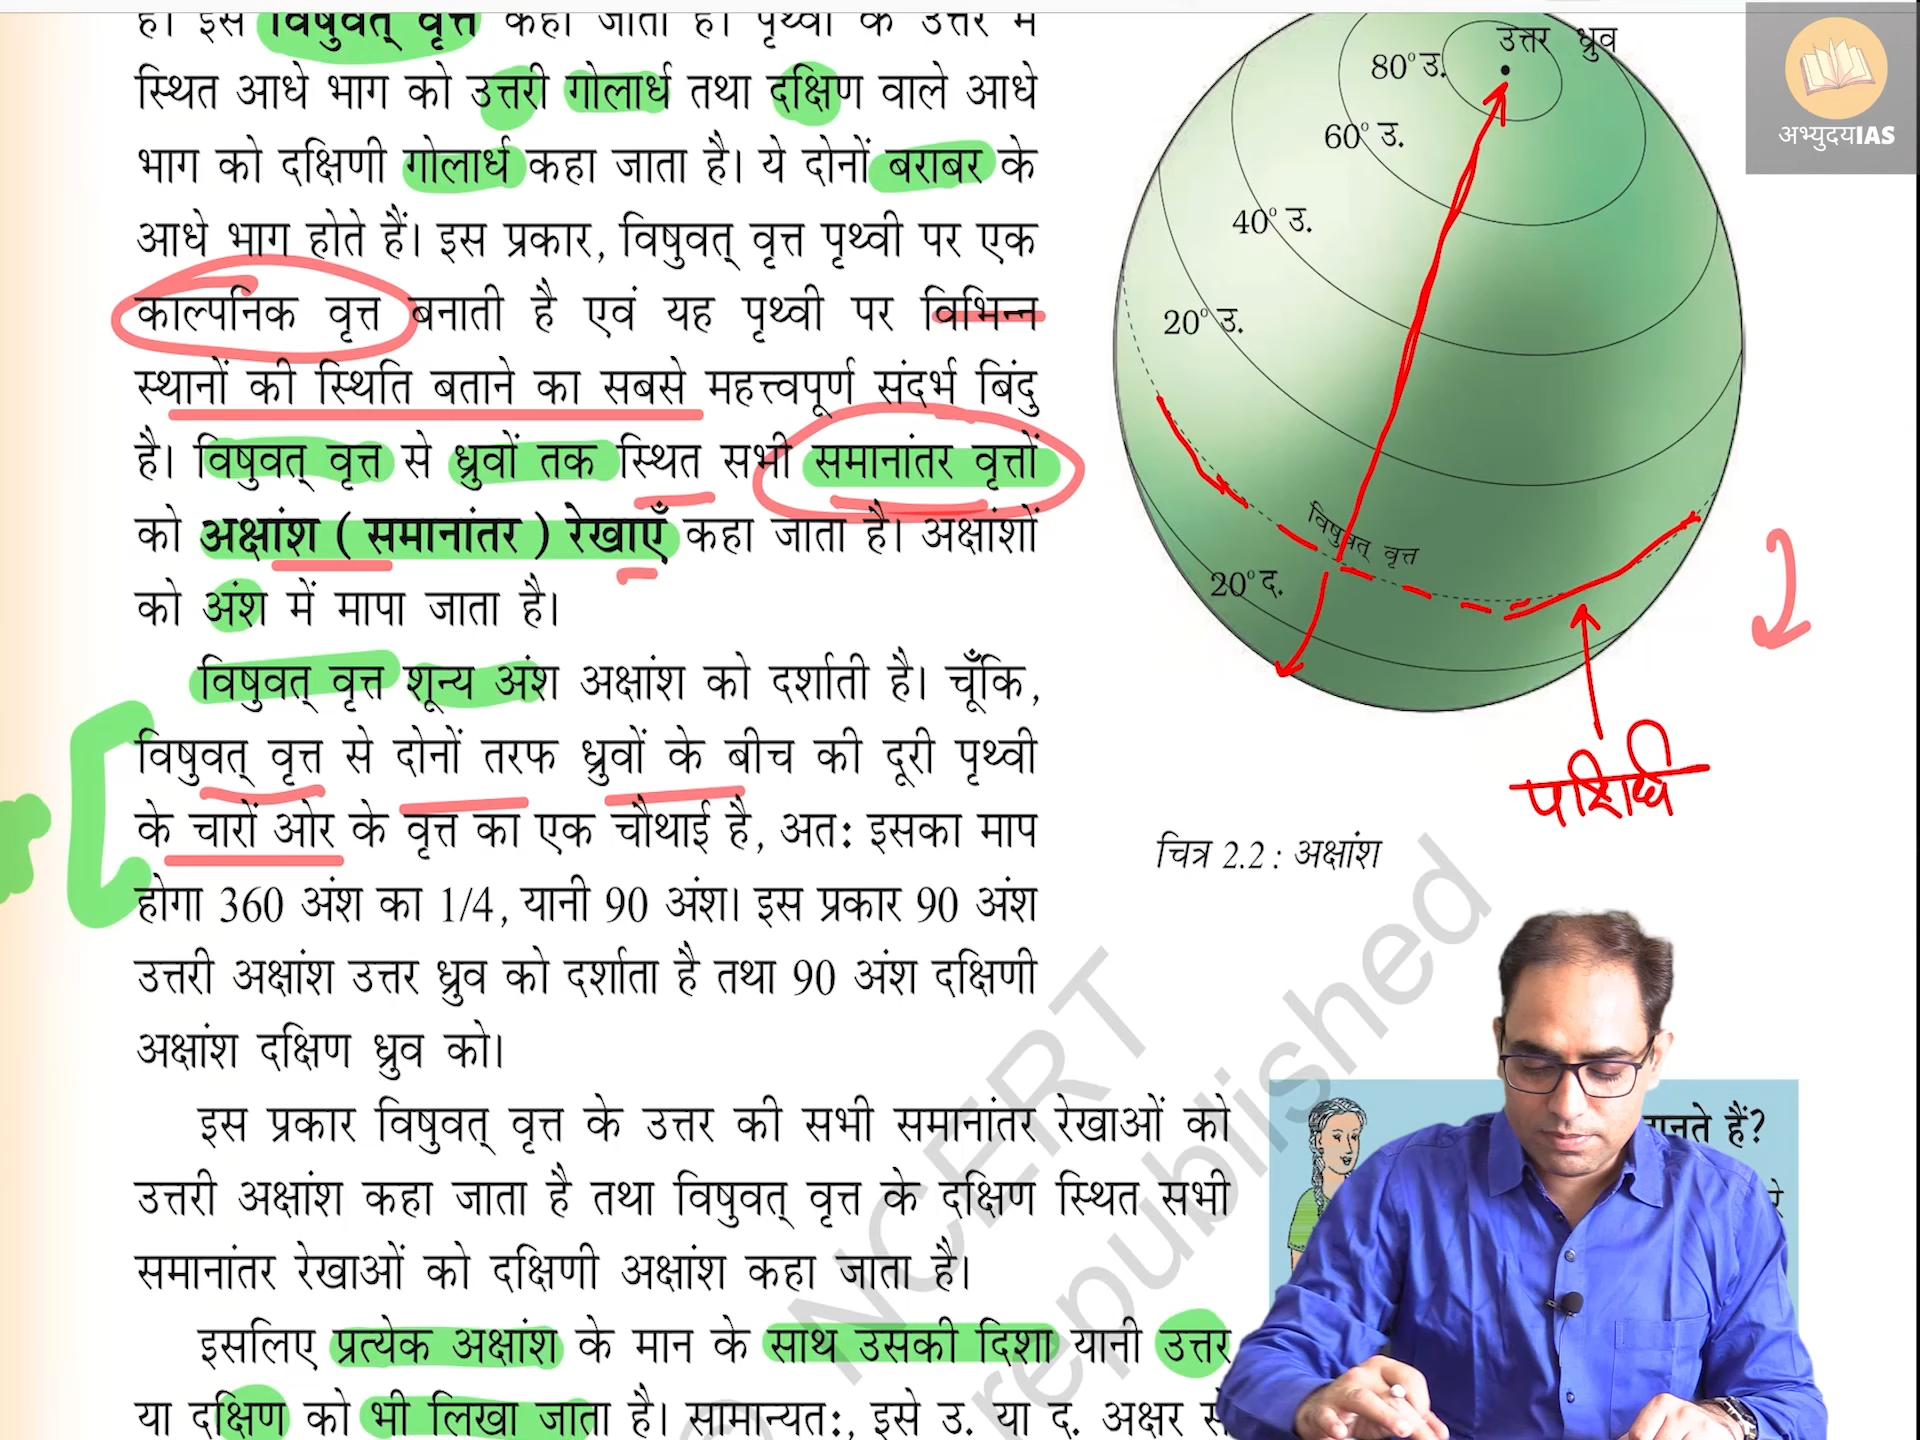 है। इसे विषुवत् वृत्त कहा जाता है। पृथ्वी के उत्तर में
स्थित आधे भाग को उत्तरी गोलार्ध तथा दक्षिण वाले आधे
भाग को दक्षिणी गोलार्ध कहा जाता है। ये दोनों बराबर के
आधे भाग होते हैं। इस प्रकार, विषुवत् वृत्त पृथ्वी पर एक
काल्पनिक वृत्त बनाती है एवं यह पृथ्वी पर विभिन्न
स्थानों की स्थिति बताने का सबसे महत्त्वपूर्ण संदर्भ बिंदु
है। विषुवत् वृत्त से ध्रुवों तक स्थित सभी समानांतर वृत्तों
को अक्षांश ( समानांतर ) रेखाएँ कहा जाता है। अक्षांशों
को अंश में मापा जाता है।
विषुवत् वृत्त शून्य अंश अक्षांश को दर्शाती है। चूँकि,
विषुवत् वृत्त से दोनों तरफ ध्रुवों के बीच की दूरी पृथ्वी
के चारों ओर के वृत्त का एक चौथाई है, अतः इसका माप
होगा 360 अंश का 1/4, यानी 90 अंश। इस प्रकार 90 अंश
उत्तरी अक्षांश उत्तर ध्रुव को दर्शाता है तथा 90 अंश दक्षिणी
अक्षांश दक्षिण ध्रुव को।
इस प्रकार विषुवत् वृत्त के उत्तर की सभी समानांतर रेखाओं को
उत्तरी अक्षांश कहा जाता है तथा विषुवत् वृत्त के दक्षिण स्थित सभी
समानांतर रेखाओं को दक्षिणी अक्षांश कहा जाता है।
इसलिए प्रत्येक अक्षांश के मान के साथ उसकी दिशा यानी उत्तर
या दक्षिण को भी लिखा जाता है। सामान्यतः, इसे उ. या द. अक्षर से
उत्तर ध्रुव
80° उ.
60° उ.
40° उ.
20° उ.
विषुवत् वृत्त
20° द.
परिधि
चित्र 2.2 : अक्षांश
हैं?
अभ्युदयIAS
NCERT
republished